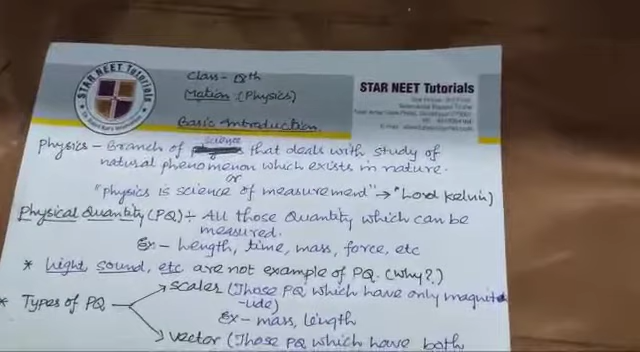 STAR NEET Tutorials
Class - 12th
Motion :- (Physics)
Basic Introduction.
STAR NEET Tutorials
Physics - Branch of science that deals with study of
natural phenomenon which exists in nature.
or
"physics is science of measurement" → "Lord Kelvin)
Physical Quantity (PQ) ÷ All those Quantity which can be
measured.
Ex - Length, time, mass, force, etc
* Light sound, etc are not example of PQ. (Why?)
* Types of PQ
scaler (Those PQ which have only magnit
-ude)
Ex - mass, length
vector (Those PQ which have both